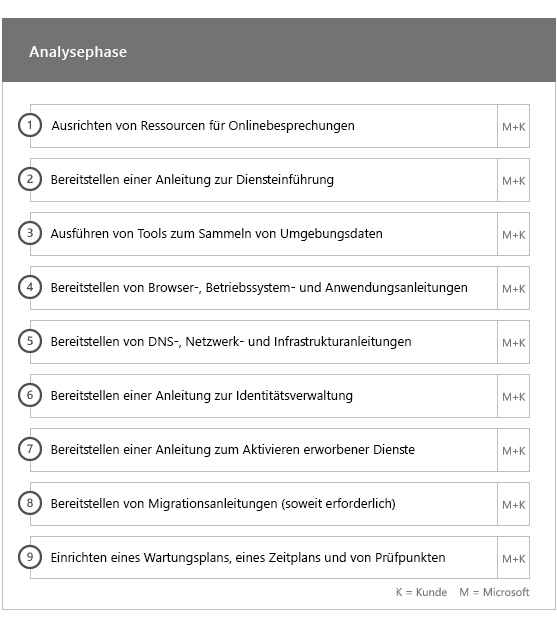 Analysephase
1 Ausrichten von Ressourcen für Onlinebesprechungen M+K
2 Bereitstellen einer Anleitung zur Diensteinführung M+K
3 Ausführen von Tools zum Sammeln von Umgebungsdaten M+K
4 Bereitstellen von Browser-, Betriebssystem- und Anwendungsanleitungen M+K
5 Bereitstellen von DNS-, Netzwerk- und Infrastrukturanleitungen M+K
6 Bereitstellen einer Anleitung zur Identitätsverwaltung M+K
7 Bereitstellen einer Anleitung zum Aktivieren erworbener Dienste M+K
8 Bereitstellen von Migrationsanleitungen (soweit erforderlich) M+K
9 Einrichten eines Wartungsplans, eines Zeitplans und von Prüfpunkten M+K
K = Kunde M = Microsoft